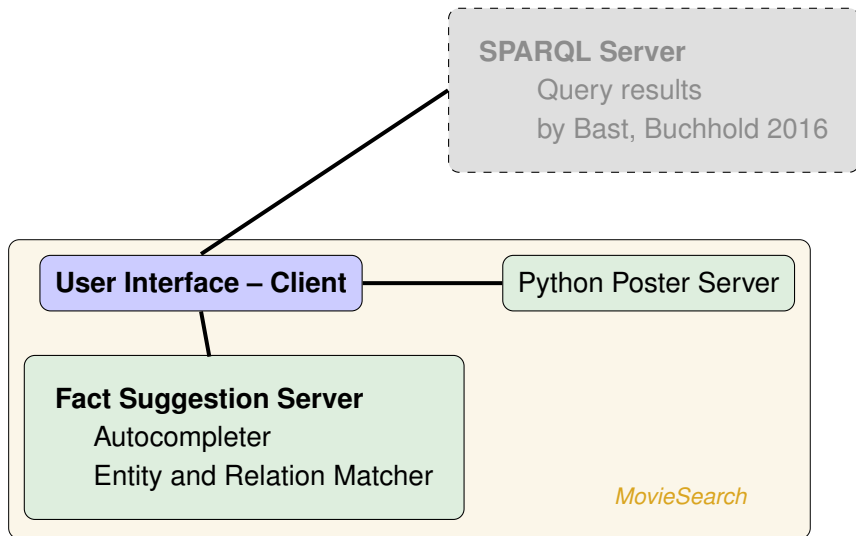 SPARQL Server
Query results
by Bast, Buchhold 2016
User Interface – Client
Python Poster Server
Fact Suggestion Server
Autocompleter
Entity and Relation Matcher
MovieSearch